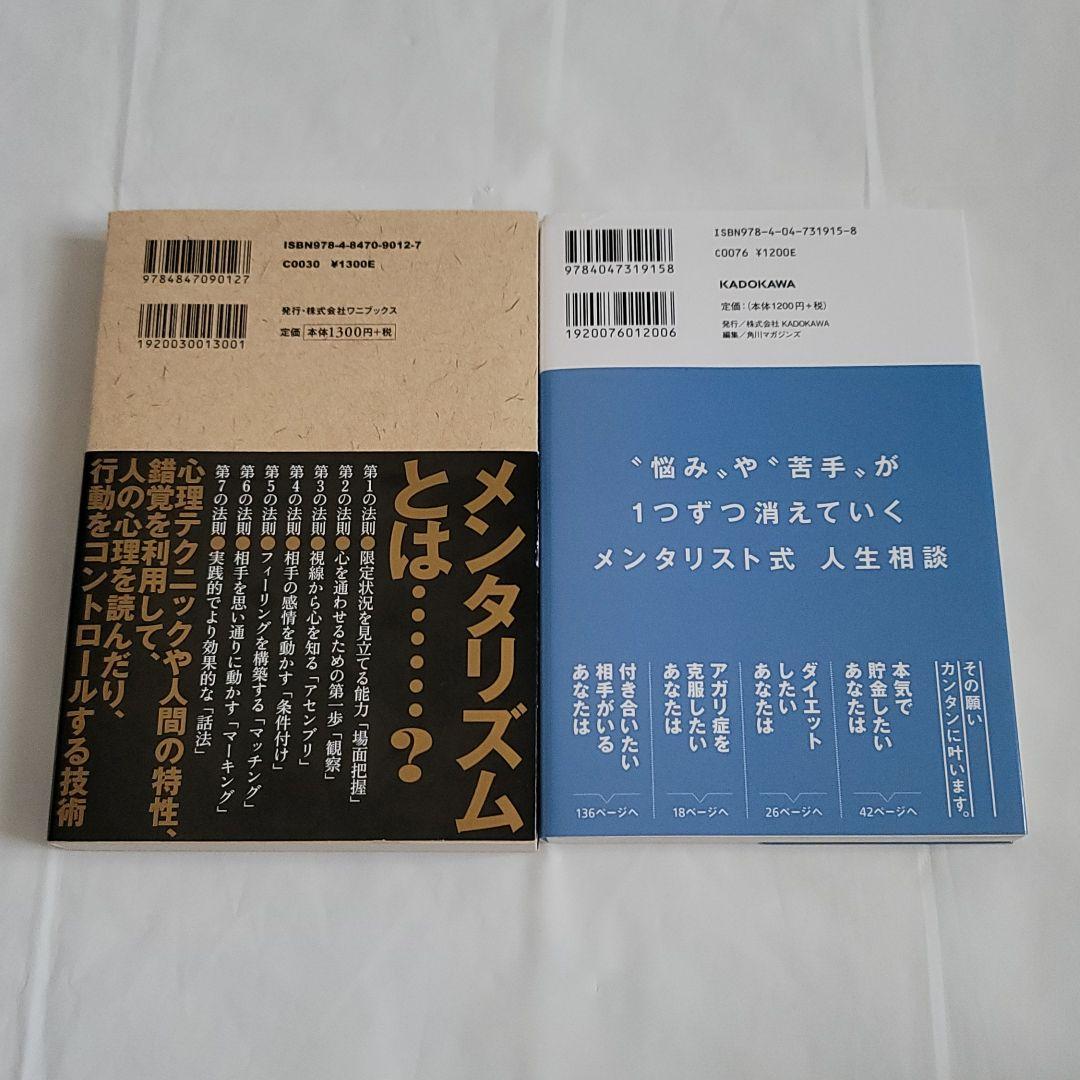 ISBN978-4-8470-9012-7
C0030 ¥1300E
9784847090127
発行・株式会社ワニブックス
定価 本体1300円+税
1920030013001
メンタリズム
とは………?
第1の法則●限定状況を見立てる能力「場面把握」
第2の法則●心を通わせるための第一歩「観察」
第3の法則●視線から心を知る「アセンブリ」
第4の法則●相手の感情を動かす「条件付け」
第5の法則●フィーリングを構築する「マッチング」
第6の法則●相手を思い通りに動かす「マーキング」
第7の法則●実践的でより効果的な「話法」
心理テクニックや人間の特性、
錯覚を利用して、
人の心理を読んだり、
行動をコントロールする技術
ISBN978-4-04-731915-8
C0076 ¥1200E
9784047319158
KADOKAWA
定価:(本体1200円+税)
発行/株式会社 KADOKAWA
編集/角川マガジンズ
1920076012006
〝悩み〟や〝苦手〟が
1つずつ消えていく
メンタリスト式 人生相談
その願い
カンタンに叶います。
本気で
貯金したい
あなたは
42ページへ
ダイエット
したい
あなたは
26ページへ
アガリ症を
克服したい
あなたは
18ページへ
付き合いたい
相手がいる
あなたは
136ページへ